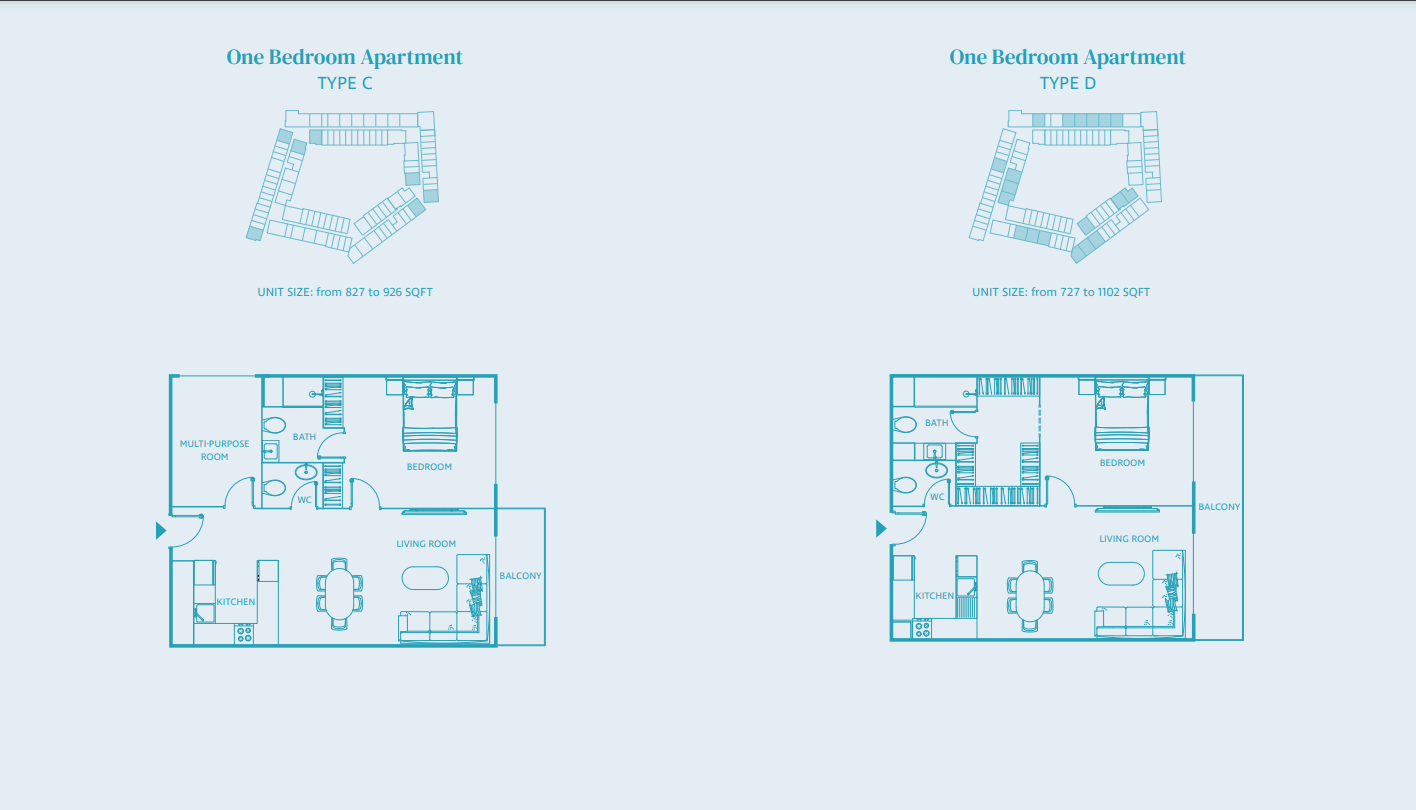 One Bedroom Apartment
TYPE C
UNIT SIZE: from 827 to 926 SQFT
MULTI-PURPOSE
ROOM
BATH
WC
BEDROOM
LIVING ROOM
KITCHEN
BALCONY
One Bedroom Apartment
TYPE D
UNIT SIZE: from 727 to 1102 SQFT
BATH
WC
BEDROOM
BALCONY
LIVING ROOM
KITCHEN